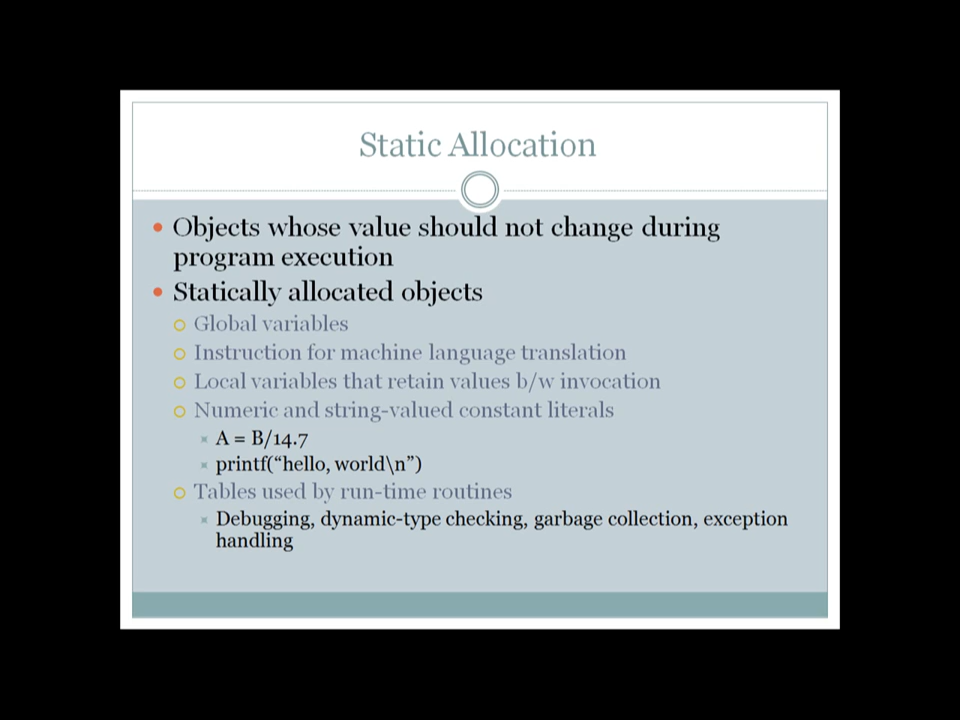 Static Allocation
Objects whose value should not change during
program execution
Statically allocated objects
Global variables
Instruction for machine language translation
Local variables that retain values b/w invocation
Numeric and string-valued constant literals
A = B/14.7
printf(“hello, world\n”)
Tables used by run-time routines
Debugging, dynamic-type checking, garbage collection, exception
handling